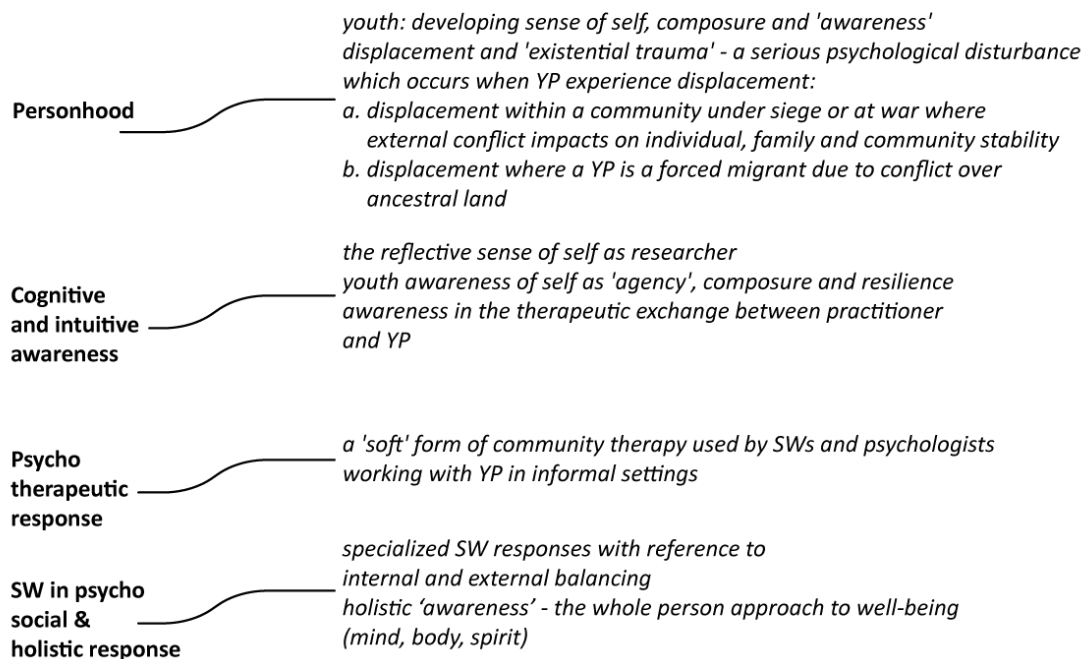 Personhood
youth: developing sense of self, composure and 'awareness'
displacement and 'existential trauma' - a serious psychological disturbance
which occurs when YP experience displacement:
a. displacement within a community under siege or at war where
external conflict impacts on individual, family and community stability
b. displacement where a YP is a forced migrant due to conflict over
ancestral land
Cognitive
and intuitive
awareness
the reflective sense of self as researcher
youth awareness of self as 'agency', composure and resilience
awareness in the therapeutic exchange between practitioner
and YP
Psycho
therapeutic
response
a 'soft' form of community therapy used by SWs and psychologists
working with YP in informal settings
SW in psycho
social &
holistic response
specialized SW responses with reference to
internal and external balancing
holistic ‘awareness’ - the whole person approach to well-being
(mind, body, spirit)